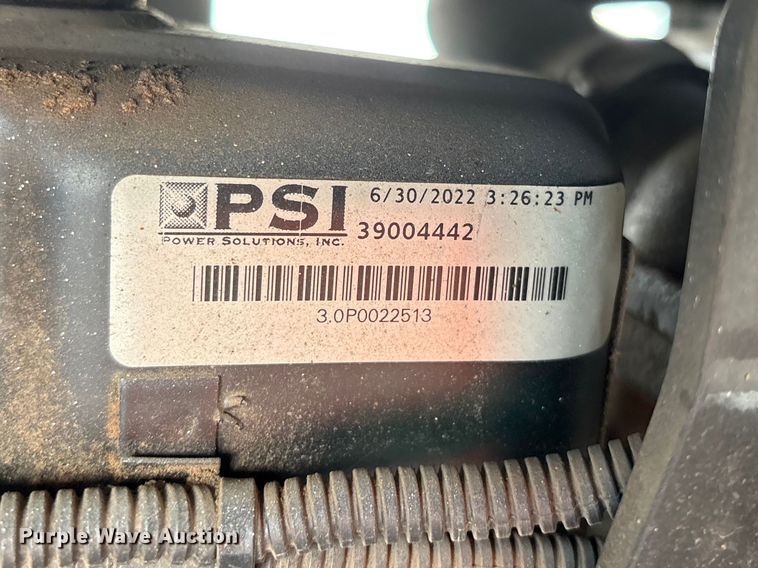 PSI 6/30/2022 3:26:23 PM
POWER SOLUTIONS, INC. 39004442
3.0P0022513
Purple Wave Auction